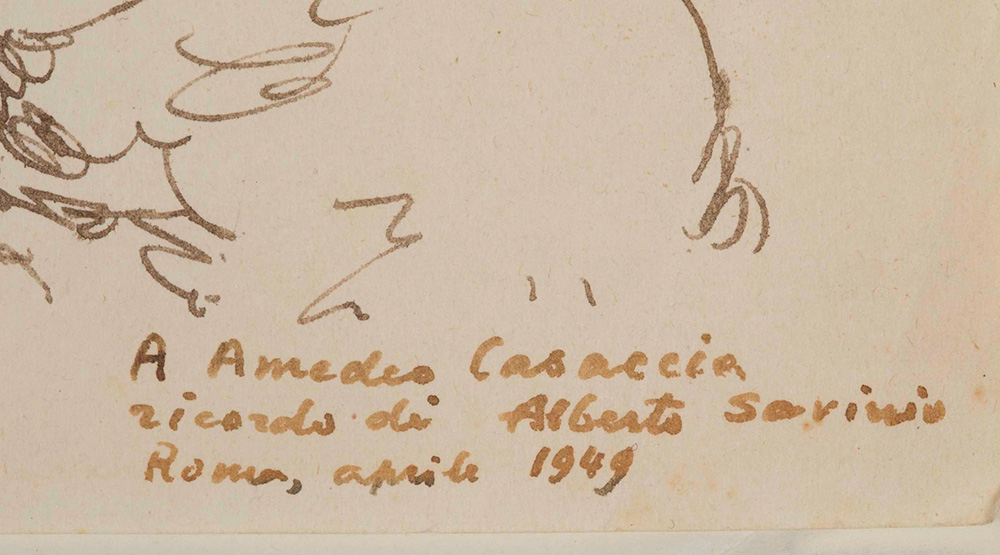 A Amedeo Casaccia
ricordo di Alberto Savinio
Roma, aprile 1949